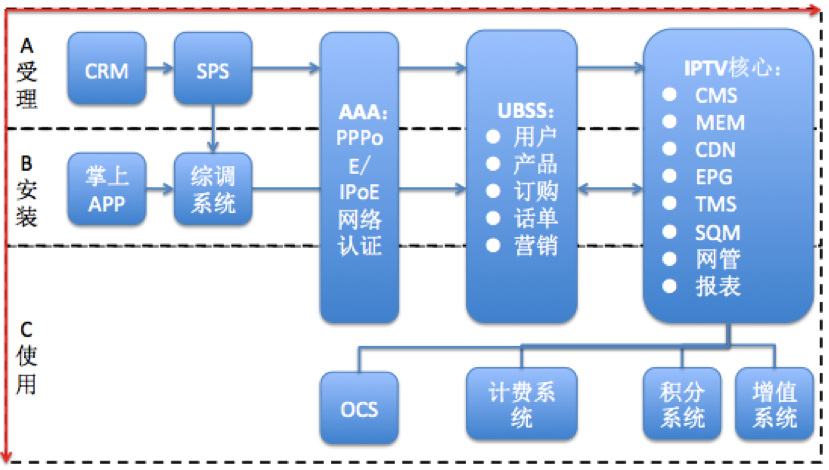 A
受
理
CRM
SPS
B
安
装
掌上
APP
综调
系统
AAA：
PPPo
E/
IPoE
网络
认证
UBSS：
用户
产品
订购
话单
营销
IPTV核心：
CMS
MEM
CDN
EPG
TMS
SQM
网管
报表
C
使
用
OCS
计费系
统
积分
系统
增值
系统